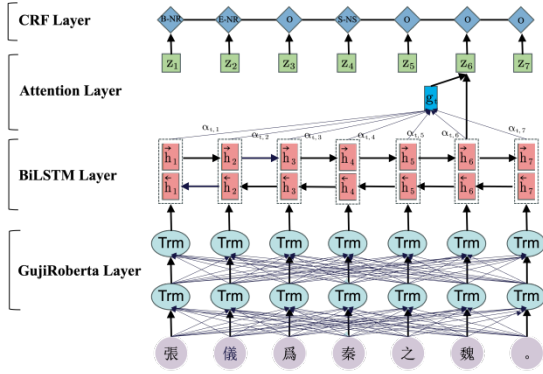 CRF Layer
B-NR E-NR O S-NS O O O
z1 z2 z3 z4 z5 z6 z7
Attention Layer
gt
αt,1 αt,2 αt,3 αt,4 αt,5 αt,6 αt,7
BiLSTM Layer
h1 h2 h3 h4 h5 h6 h7
h1 h2 h3 h4 h5 h6 h7
GujiRoberta Layer
Trm Trm Trm Trm Trm Trm Trm
Trm Trm Trm Trm Trm Trm Trm
張 儀 爲 秦 之 魏 。